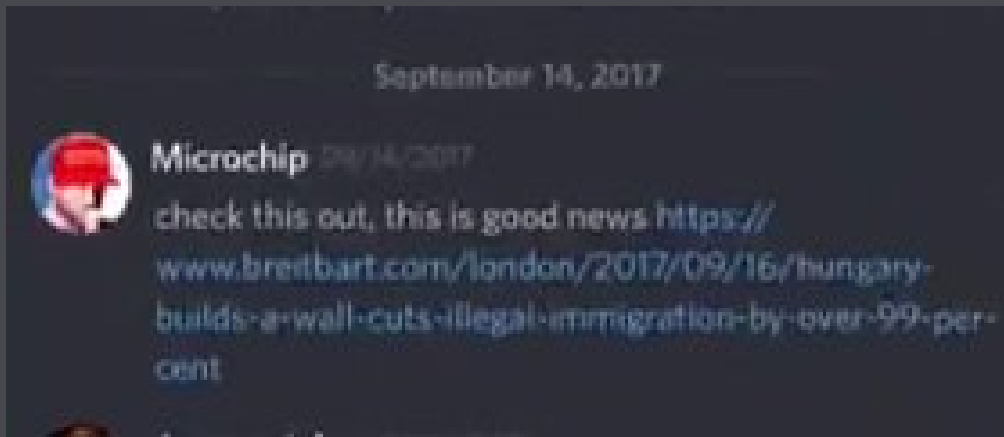 September 14, 2017
Microchip 09/14/2017
check this out, this is good news https://
www.breitbart.com/london/2017/09/16/hungary-
builds-a-wall-cuts-illegal-immigration-by-over-99-per-
cent